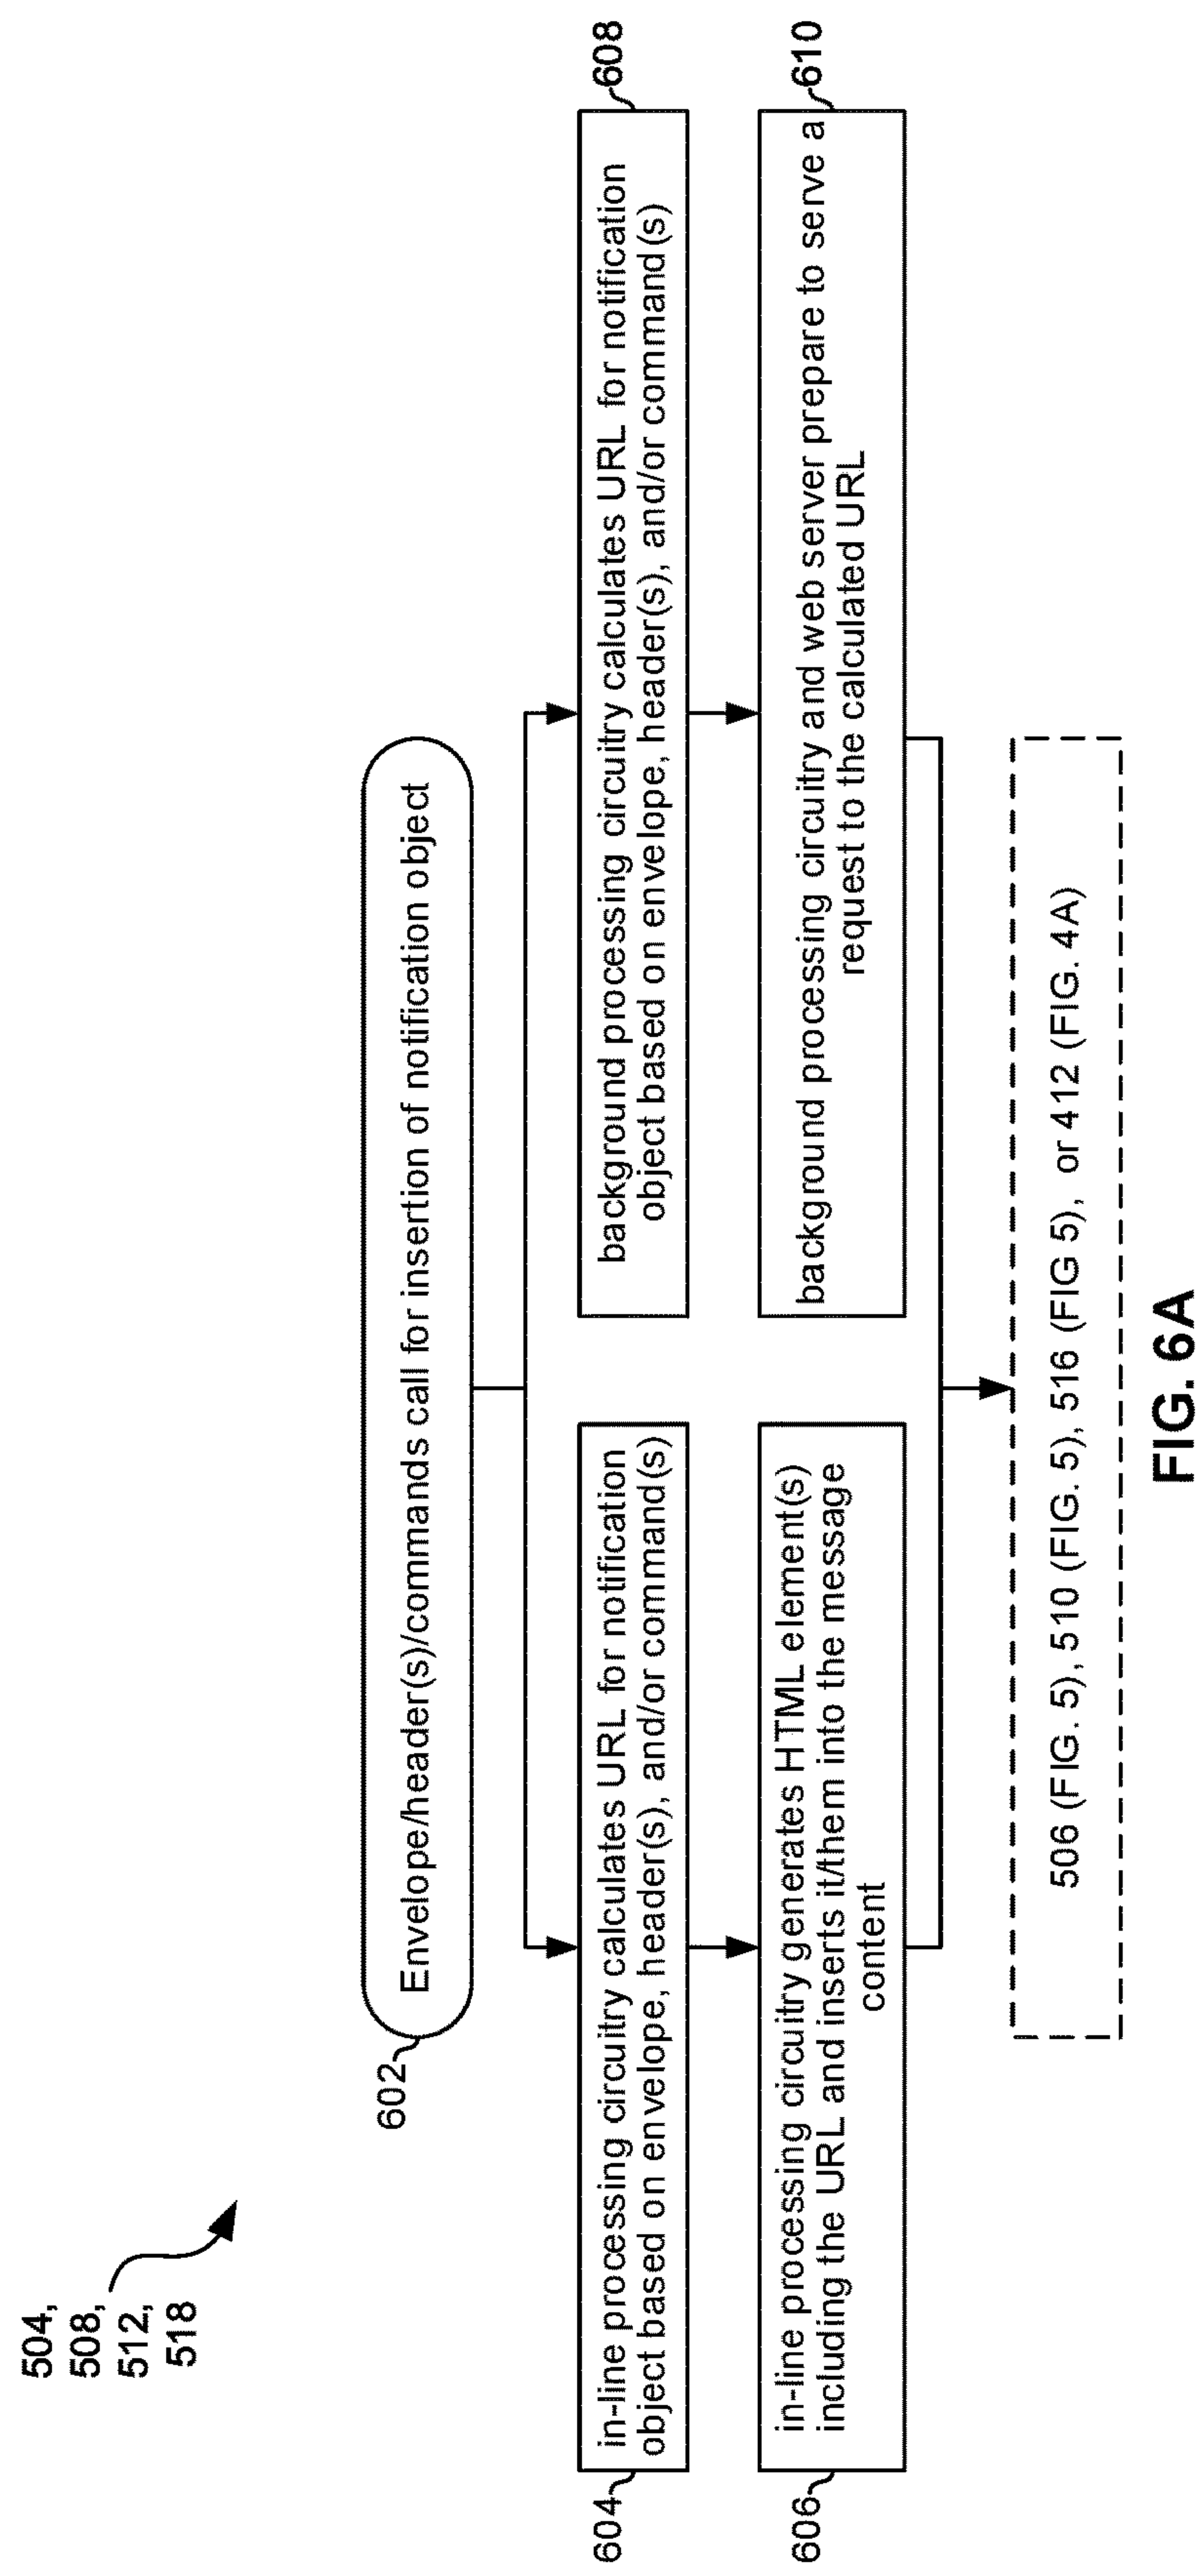 504,
508,
512,
518
602
Envelope/header(s)/commands call for insertion of notification object
604
in-line processing circuitry calculates URL for notification
object based on envelope, header(s), and/or command(s)
608
background processing circuitry calculates URL for notification
object based on envelope, header(s), and/or command(s)
606
in-line processing circuitry generates HTML element(s)
including the URL and inserts it/them into the message
content
610
background processing circuitry and web server prepare to serve a
request to the calculated URL
506 (FIG. 5), 510 (FIG. 5), 516 (FIG 5), or 412 (FIG. 4A)
FIG. 6A